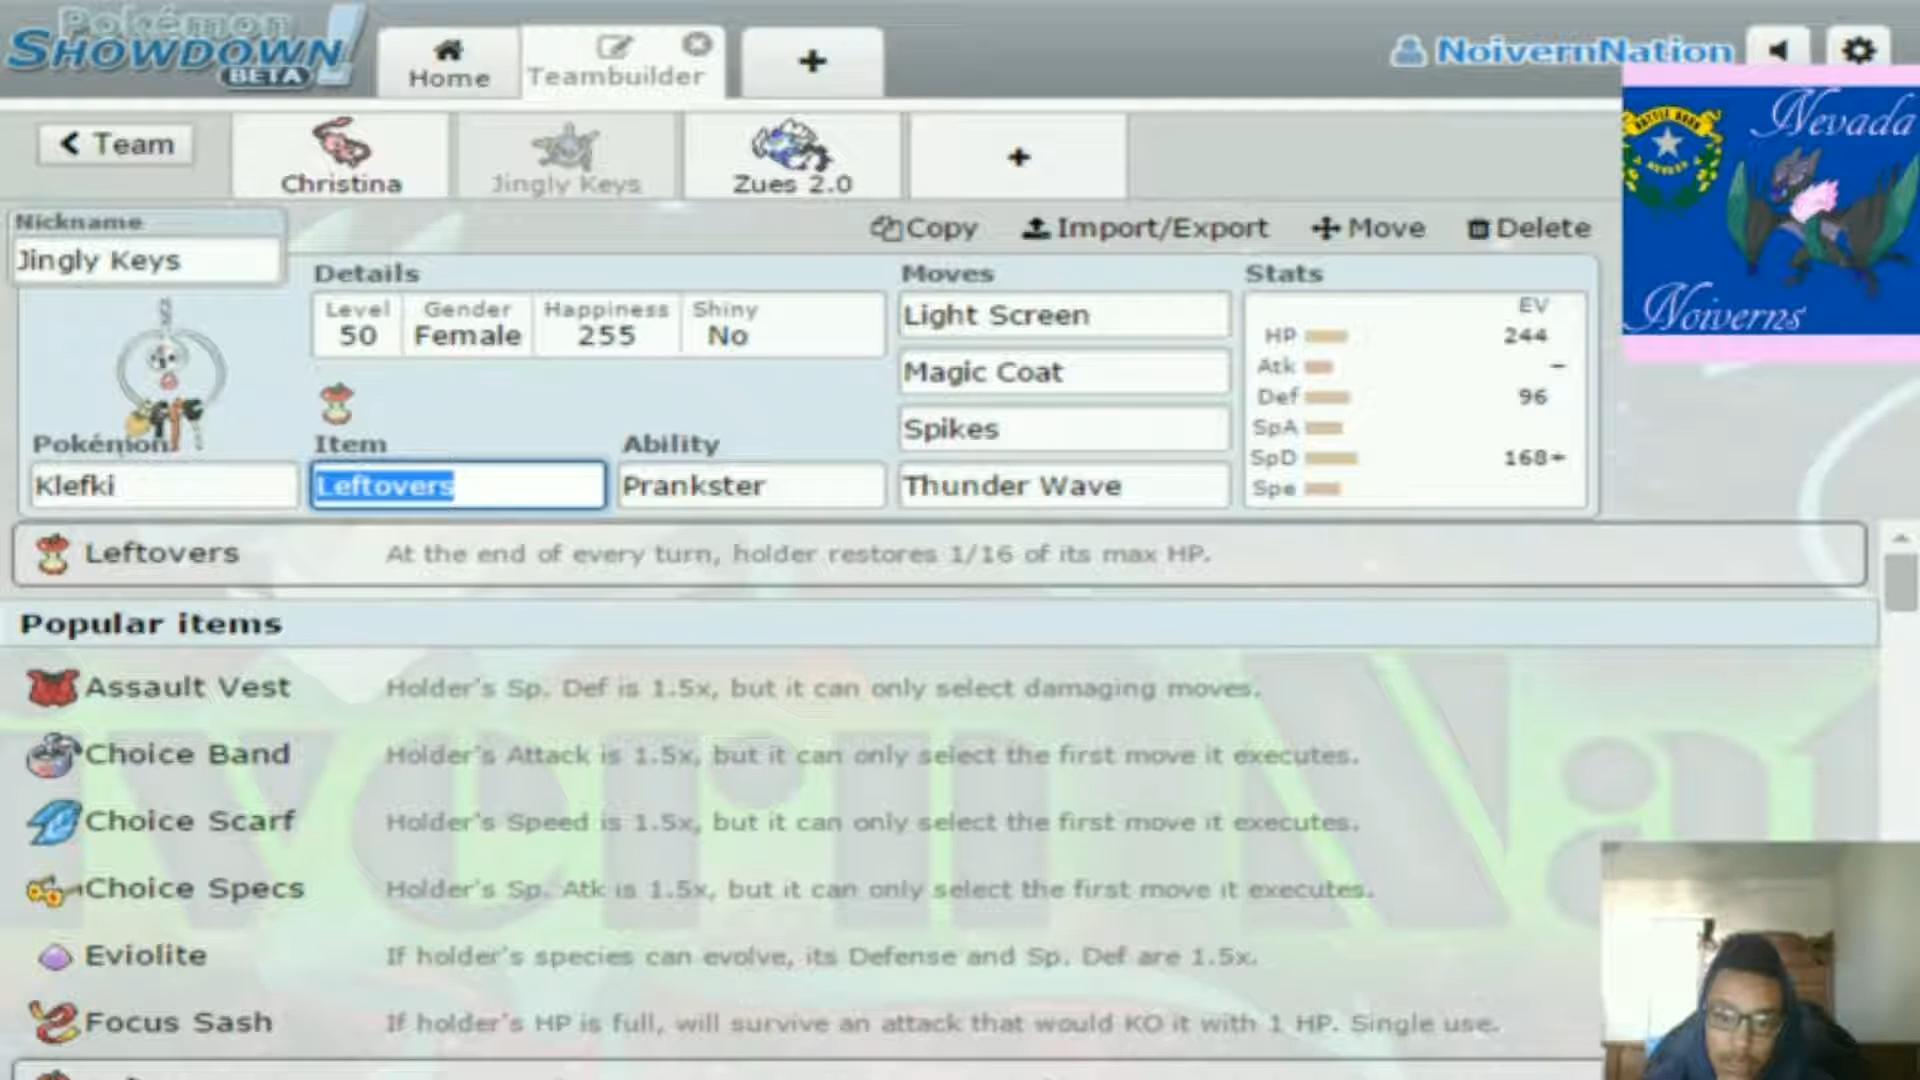 Pokémon
SHOWDOWN!
BETA
Home
Teambuilder
+
NoivernNation
< Team
Christina
Jingly Keys
Zues 2.0
+
BATTLE BORN
NEVADA
Nevada
Noiverns
Nickname
Jingly Keys
Copy
Import/Export
Move
Delete
Details
Level
50
Gender
Female
Happiness
255
Shiny
No
Moves
Light Screen
Magic Coat
Spikes
Thunder Wave
Stats
EV
HP 244
Atk –
Def 96
SpA
SpD 168+
Spe
Pokémon
Klefki
Item
Leftovers
Ability
Prankster
Leftovers At the end of every turn, holder restores 1/16 of its max HP.
Popular items
Assault Vest Holder's Sp. Def is 1.5x, but it can only select damaging moves.
Choice Band Holder's Attack is 1.5x, but it can only select the first move it executes.
Choice Scarf Holder's Speed is 1.5x, but it can only select the first move it executes.
Choice Specs Holder's Sp. Atk is 1.5x, but it can only select the first move it executes.
Eviolite If holder's species can evolve, its Defense and Sp. Def are 1.5x.
Focus Sash If holder's HP is full, will survive an attack that would KO it with 1 HP. Single use.